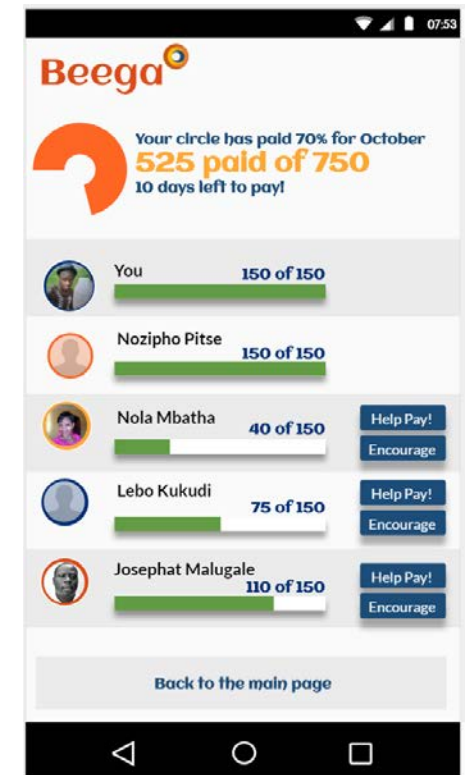 07:53
Beega
Your circle has paid 70% for October
525 paid of 750
10 days left to pay!
You
150 of 150
Nozipho Pitse
150 of 150
Nola Mbatha
40 of 150
Help Pay!
Encourage
Lebo Kukudi
75 of 150
Help Pay!
Encourage
Josephat Malugale
110 of 150
Help Pay!
Encourage
Back to the main page